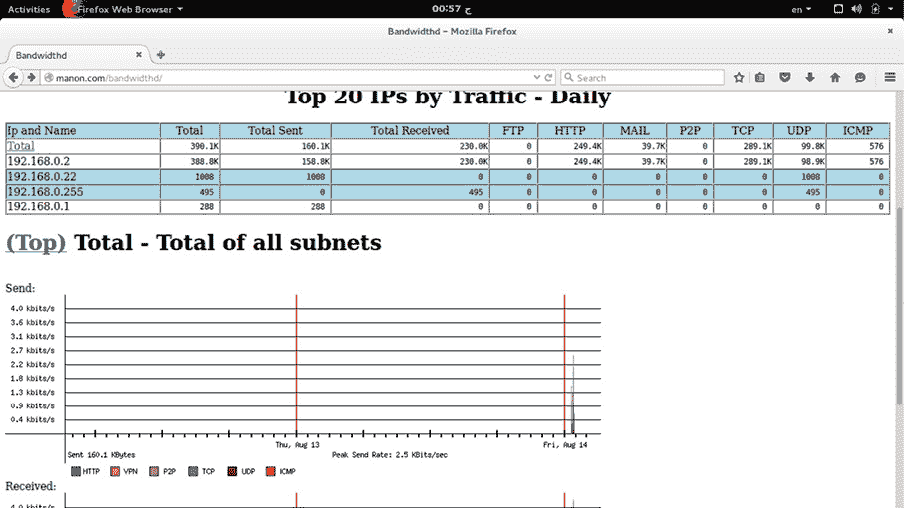 Activities Firefox Web Browser ج 00:57 en
Bandwidthd - Mozilla Firefox
Bandwidthd
manon.com/bandwidthd/ Search
Top 20 IPs by Traffic - Daily
Ip and Name Total Total Sent Total Received FTP HTTP MAIL P2P TCP UDP ICMP
Total 390.1K 160.1K 230.0K 0 249.4K 39.7K 0 289.1K 99.8K 576
192.168.0.2 388.8K 158.8K 230.0K 0 249.4K 39.7K 0 289.1K 98.9K 576
192.168.0.22 1008 1008 0 0 0 0 0 0 1008 0
192.168.0.255 495 0 495 0 0 0 0 0 495 0
192.168.0.1 288 288 0 0 0 0 0 0 0 0
(Top) Total - Total of all subnets
Send:
4.0 kbits/s
3.6 kbits/s
3.1 kbits/s
2.7 kbits/s
2.2 kbits/s
1.8 kbits/s
1.3 kbits/s
0.9 kbits/s
0.4 kbits/s
Thu, Aug 13 Fri, Aug 14
Sent 160.1 KBytes Peak Send Rate: 2.5 KBits/sec
HTTP VPN P2P TCP UDP ICMP
Received:
4.0 kbits/s